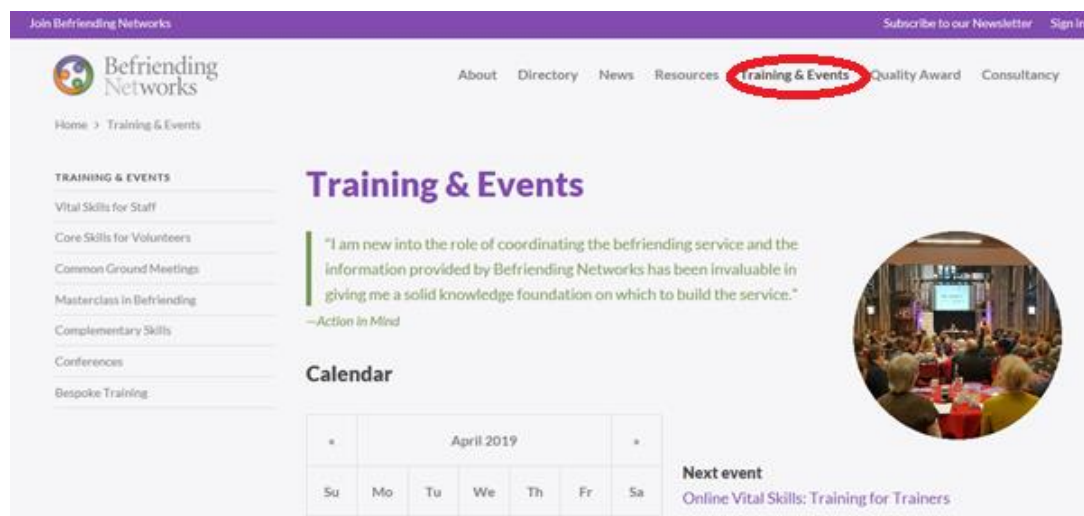 Join Befriending Networks
Subscribe to our Newsletter
Sign in
Befriending
Networks
About
Directory
News
Resources
Training & Events
Quality Award
Consultancy
Home > Training & Events
TRAINING & EVENTS
Vital Skills for Staff
Core Skills for Volunteers
Common Ground Meetings
Masterclass in Befriending
Complementary Skills
Conferences
Bespoke Training
Training & Events
"I am new into the role of coordinating the befriending service and the
information provided by Befriending Networks has been invaluable in
giving me a solid knowledge foundation on which to build the service."
—Action in Mind
Calendar
« April 2019 »
Su Mo Tu We Th Fr Sa
Next event
Online Vital Skills: Training for Trainers